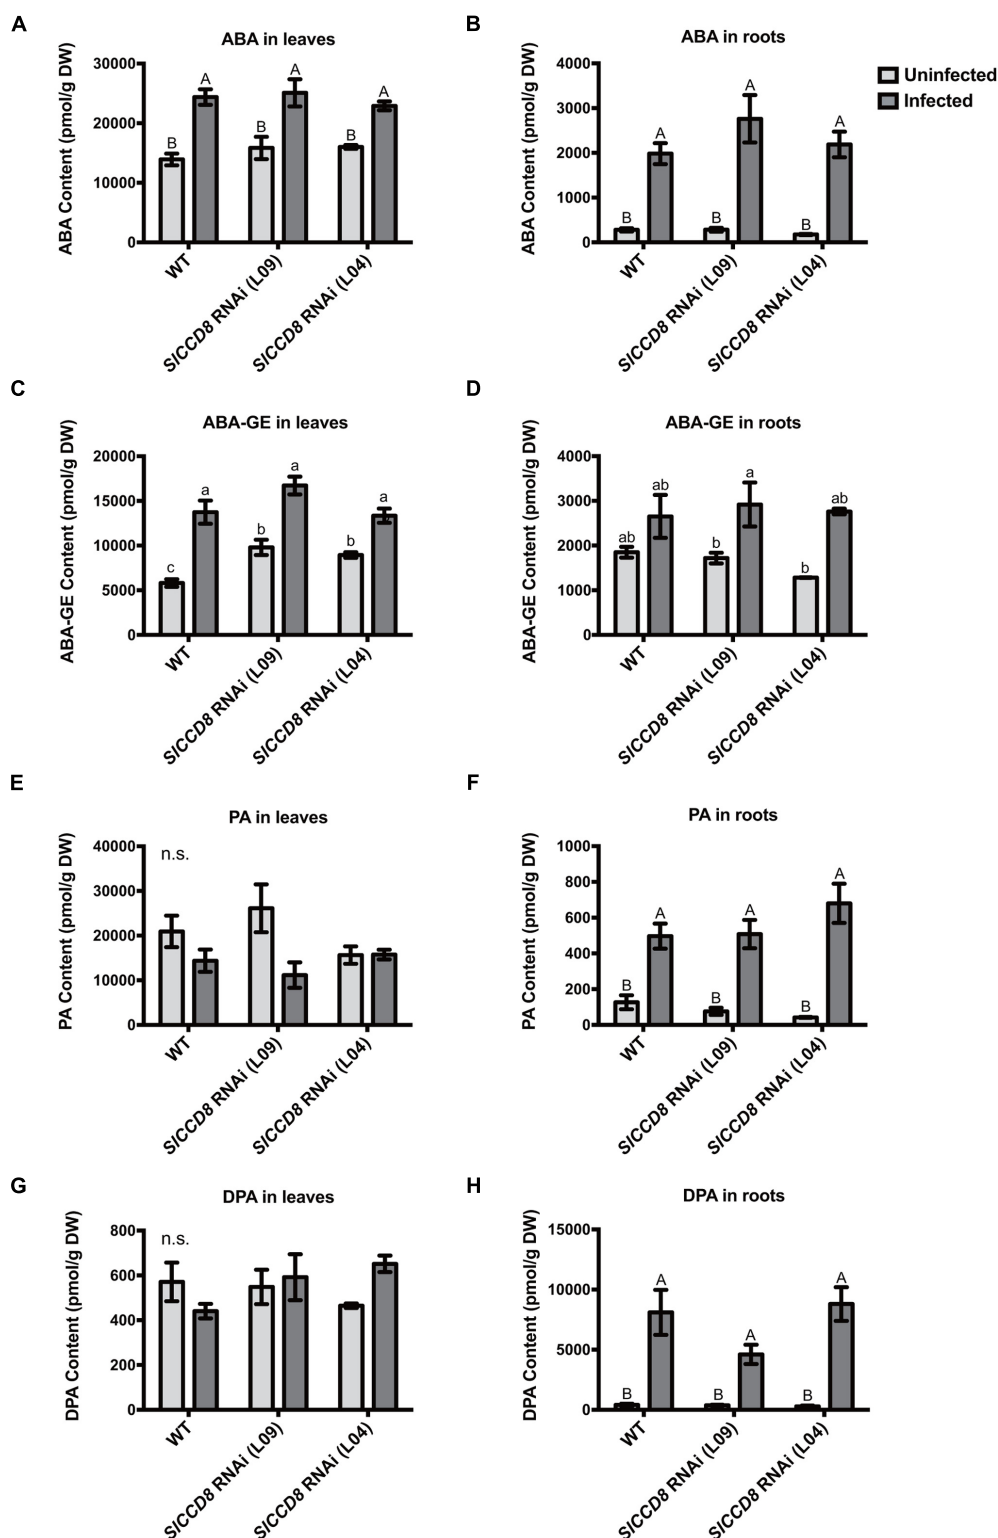 A
ABA in leaves
ABA Content (pmol/g DW)
30000
20000
10000
0
B
A
B
A
B
A
WT
SlCCD8 RNAi (L09)
SlCCD8 RNAi (L04)
B
ABA in roots
ABA Content (pmol/g DW)
4000
3000
2000
1000
0
B
A
B
A
B
A
WT
SlCCD8 RNAi (L09)
SlCCD8 RNAi (L04)
Uninfected
Infected
C
ABA-GE in leaves
ABA-GE Content (pmol/g DW)
20000
15000
10000
5000
0
c
a
b
a
b
a
WT
SlCCD8 RNAi (L09)
SlCCD8 RNAi (L04)
D
ABA-GE in roots
ABA-GE Content (pmol/g DW)
4000
3000
2000
1000
0
ab
ab
b
a
b
ab
WT
SlCCD8 RNAi (L09)
SlCCD8 RNAi (L04)
E
PA in leaves
PA Content (pmol/g DW)
40000
30000
20000
10000
0
n.s.
WT
SlCCD8 RNAi (L09)
SlCCD8 RNAi (L04)
F
PA in roots
PA Content (pmol/g DW)
1000
800
600
400
200
0
B
A
B
A
B
A
WT
SlCCD8 RNAi (L09)
SlCCD8 RNAi (L04)
G
DPA in leaves
DPA Content (pmol/g DW)
800
600
400
200
0
n.s.
WT
SlCCD8 RNAi (L09)
SlCCD8 RNAi (L04)
H
DPA in roots
DPA Content (pmol/g DW)
15000
10000
5000
0
B
A
B
A
B
A
WT
SlCCD8 RNAi (L09)
SlCCD8 RNAi (L04)